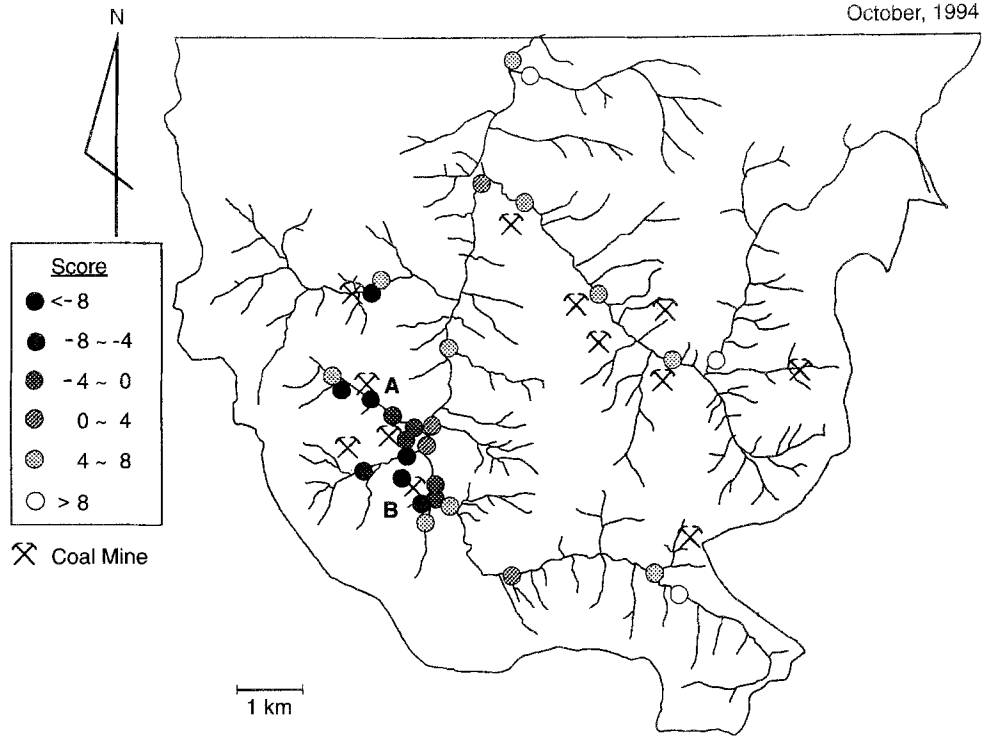 N
October, 1994
Score
<-8
-8 ~ -4
-4 ~ 0
0 ~ 4
4 ~ 8
> 8
Coal Mine
A
B
1 km